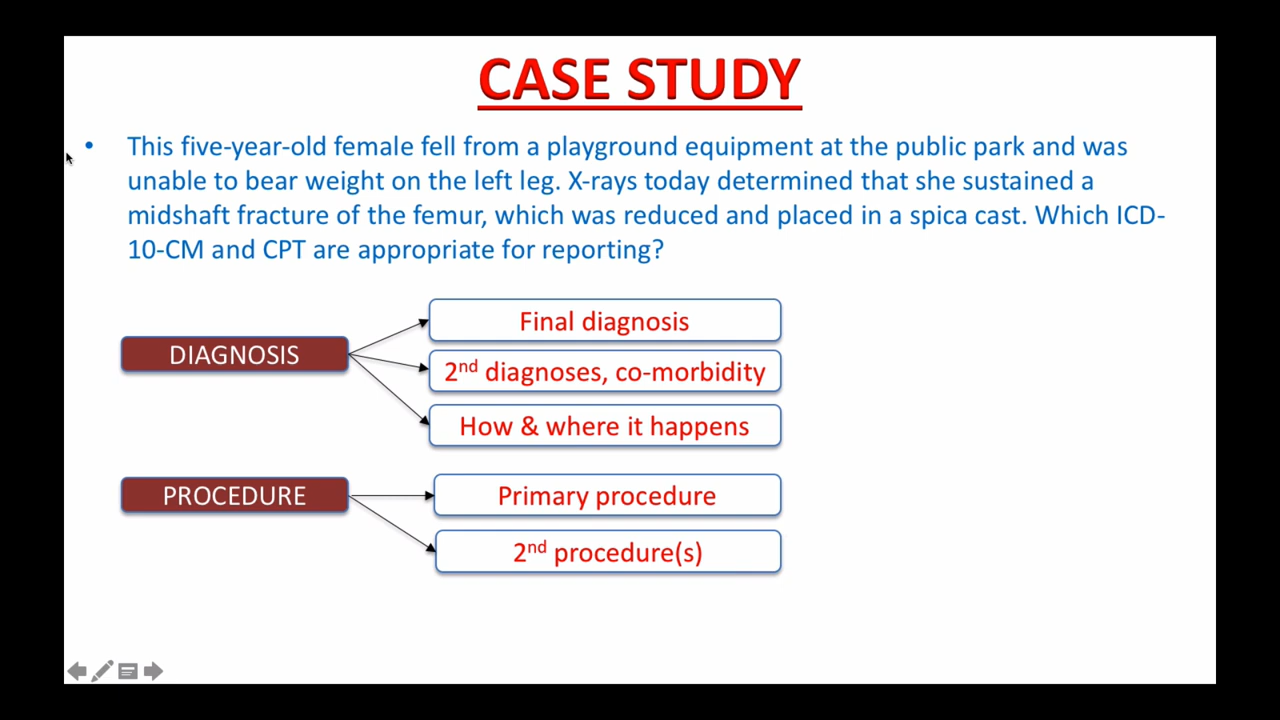 CASE STUDY
• This five-year-old female fell from a playground equipment at the public park and was
unable to bear weight on the left leg. X-rays today determined that she sustained a
midshaft fracture of the femur, which was reduced and placed in a spica cast. Which ICD-
10-CM and CPT are appropriate for reporting?
Final diagnosis
DIAGNOSIS
2nd diagnoses, co-morbidity
How & where it happens
PROCEDURE
Primary procedure
2nd procedure(s)